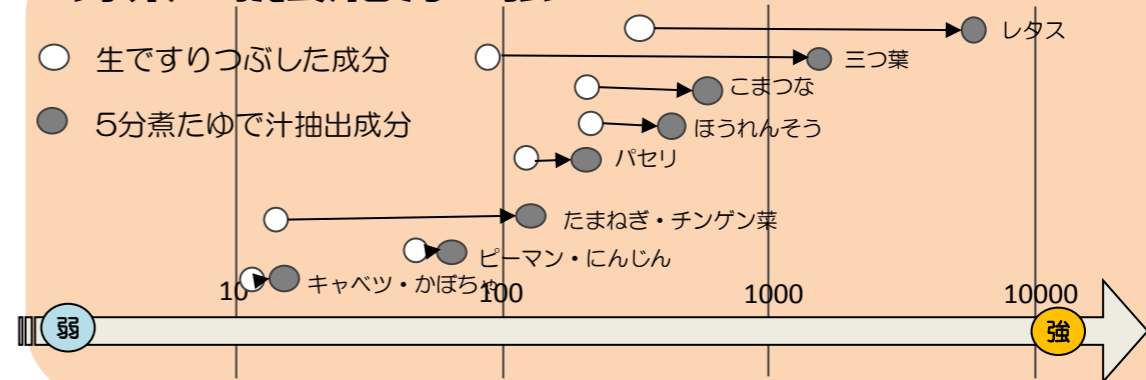 生ですりつぶした成分
5分煮たゆで汁抽出成分
レタス
三つ葉
こまつな
ほうれんそう
パセリ
たまねぎ・チンゲン菜
ピーマン・にんじん
キャベツ・かぼちゃ
10
100
1000
10000
弱
強